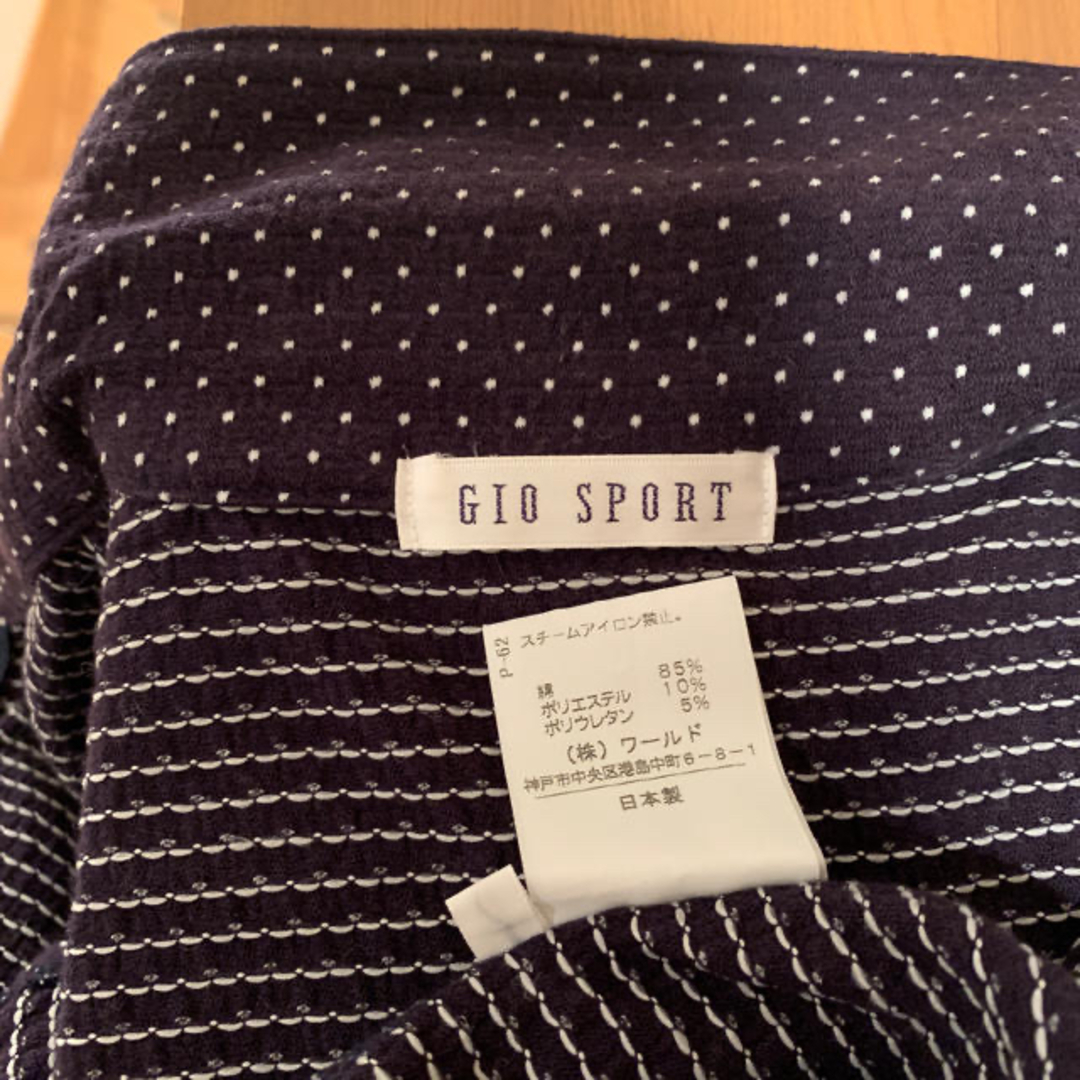 GIO SPORT
P-62
スチームアイロン禁止。
綿 85%
ポリエステル 10%
ポリウレタン 5%
(株) ワールド
神戸市中央区港島中町6-8-1
日本製